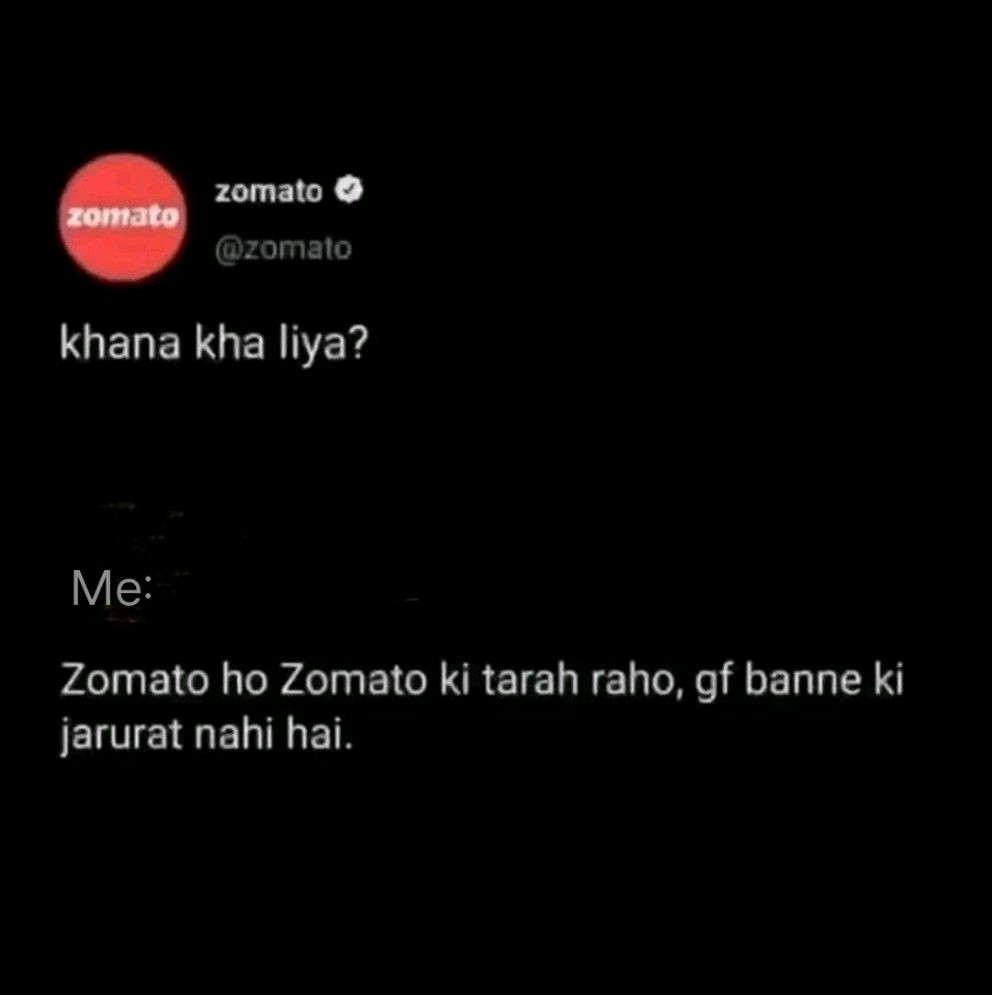 zomato
zomato
@zomato
khana kha liya?
Me:
Zomato ho Zomato ki tarah raho, gf banne ki
jarurat nahi hai.